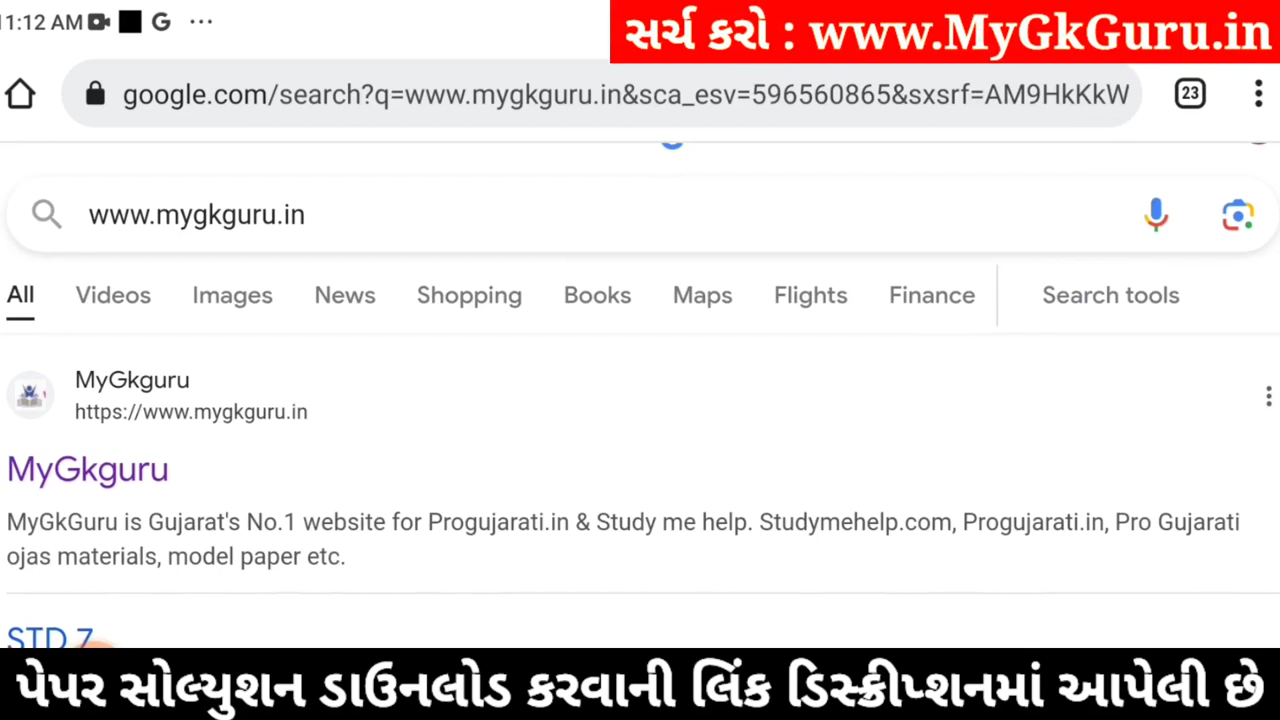 11:12 AM
સર્ચ કરો : www.MyGkGuru.in
google.com/search?q=www.mygkguru.in&sca_esv=596560865&sxsrf=AM9HkKkW
23
www.mygkguru.in
All Videos Images News Shopping Books Maps Flights Finance Search tools
MyGkguru
https://www.mygkguru.in
MyGkguru
MyGkGuru is Gujarat's No.1 website for Progujarati.in & Study me help. Studymehelp.com, Progujarati.in, Pro Gujarati
ojas materials, model paper etc.
STD 7
પેપર સોલ્યુશન ડાઉનલોડ કરવાની લિંક ડિસ્ક્રીપ્શનમાં આપેલી છે